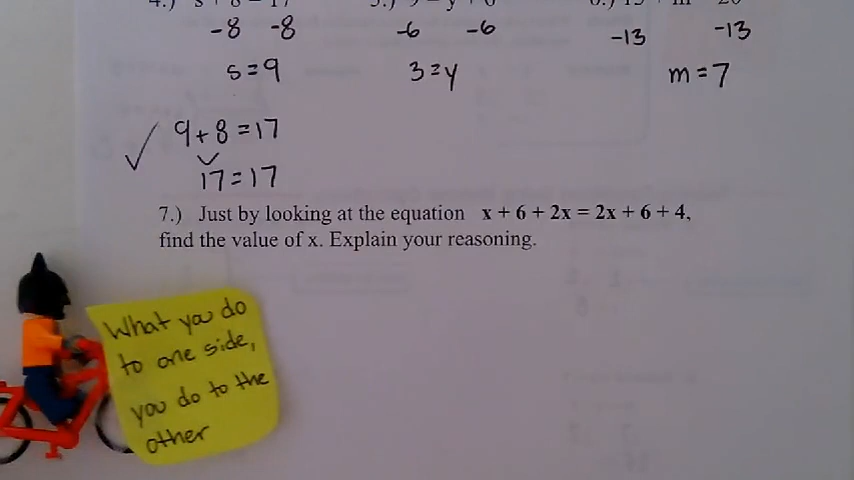 -8 -8 -6 -6 -13 -13
s=9 3=y m=7
9+8=17
17=17
7.) Just by looking at the equation x + 6 + 2x = 2x + 6 + 4,
find the value of x. Explain your reasoning.
What you do
to one side,
you do to the
other